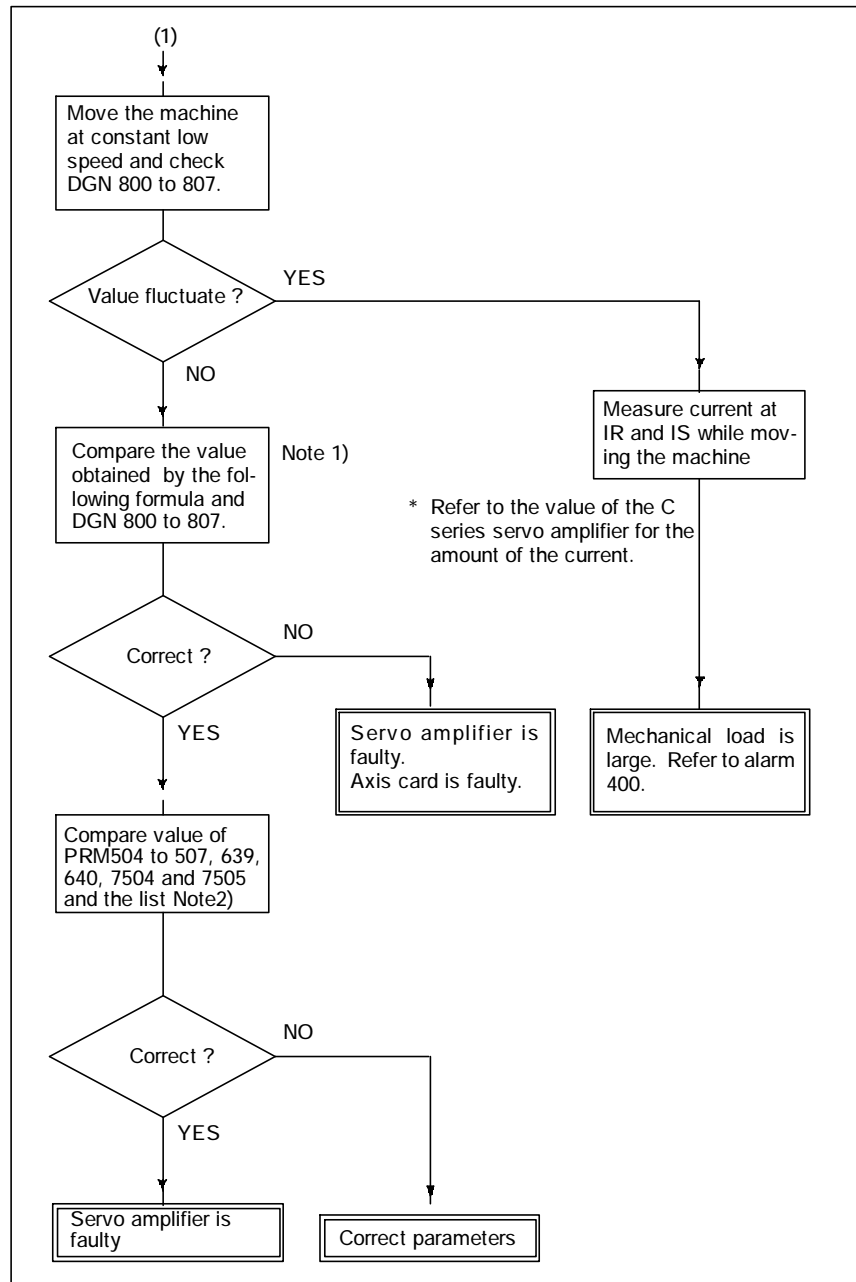 (1)
Move the machine
at constant low
speed and check
DGN 800 to 807.
Value fluctuate ?
YES
NO
Measure current at
IR and IS while mov-
ing the machine
Compare the value
obtained by the fol-
lowing formula and
DGN 800 to 807.
Note 1)
* Refer to the value of the C
series servo amplifier for the
amount of the current.
Correct ?
NO
YES
Servo amplifier is
faulty.
Axis card is faulty.
Mechanical load is
large. Refer to alarm
400.
Compare value of
PRM504 to 507, 639,
640, 7504 and 7505
and the list Note2)
Correct ?
NO
YES
Servo amplifier is
faulty
Correct parameters